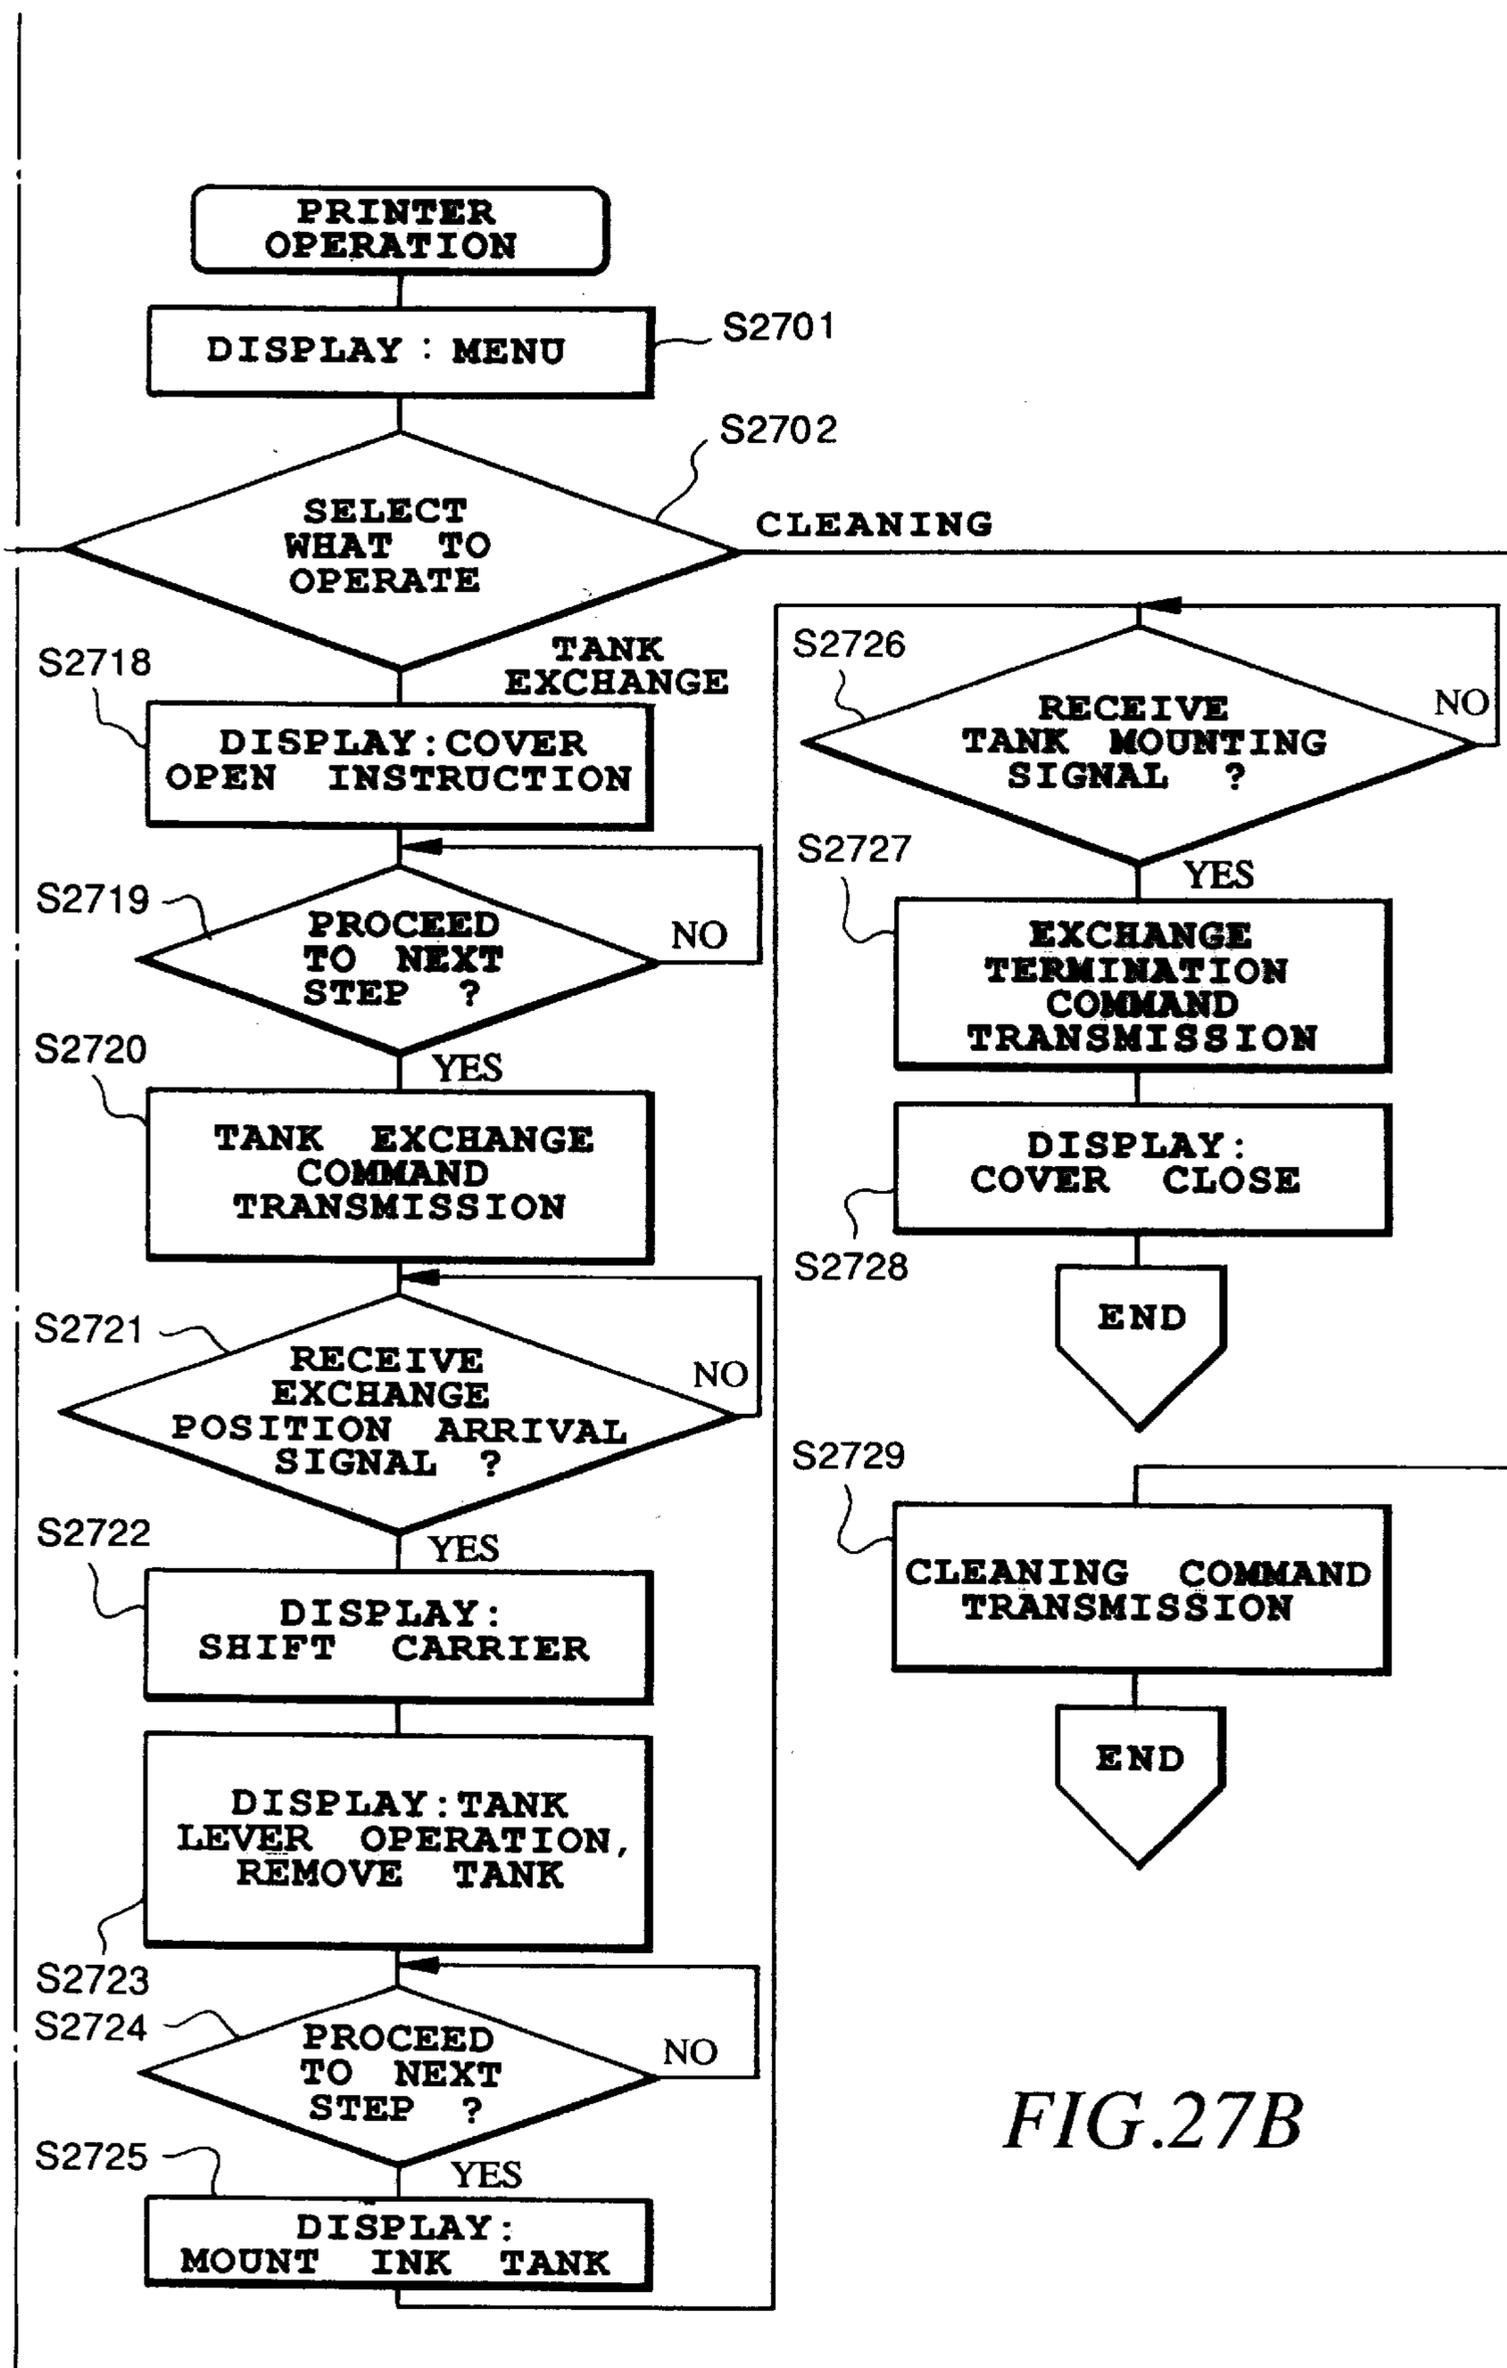 PRINTER
OPERATION
DISPLAY : MENU
S2701
S2702
SELECT
WHAT TO
OPERATE
CLEANING
TANK
EXCHANGE
S2718
DISPLAY:COVER
OPEN INSTRUCTION
S2719
PROCEED
TO NEXT
STEP ?
NO
YES
S2720
TANK EXCHANGE
COMMAND
TRANSMISSION
S2721
RECEIVE
EXCHANGE
POSITION ARRIVAL
SIGNAL ?
NO
YES
S2722
DISPLAY:
SHIFT CARRIER
DISPLAY:TANK
LEVER OPERATION,
REMOVE TANK
S2723
S2724
PROCEED
TO NEXT
STEP ?
NO
YES
S2725
DISPLAY:
MOUNT INK TANK
S2726
RECEIVE
TANK MOUNTING
SIGNAL ?
NO
YES
S2727
EXCHANGE
TERMINATION
COMMAND
TRANSMISSION
DISPLAY:
COVER CLOSE
S2728
END
S2729
CLEANING COMMAND
TRANSMISSION
END
FIG.27B